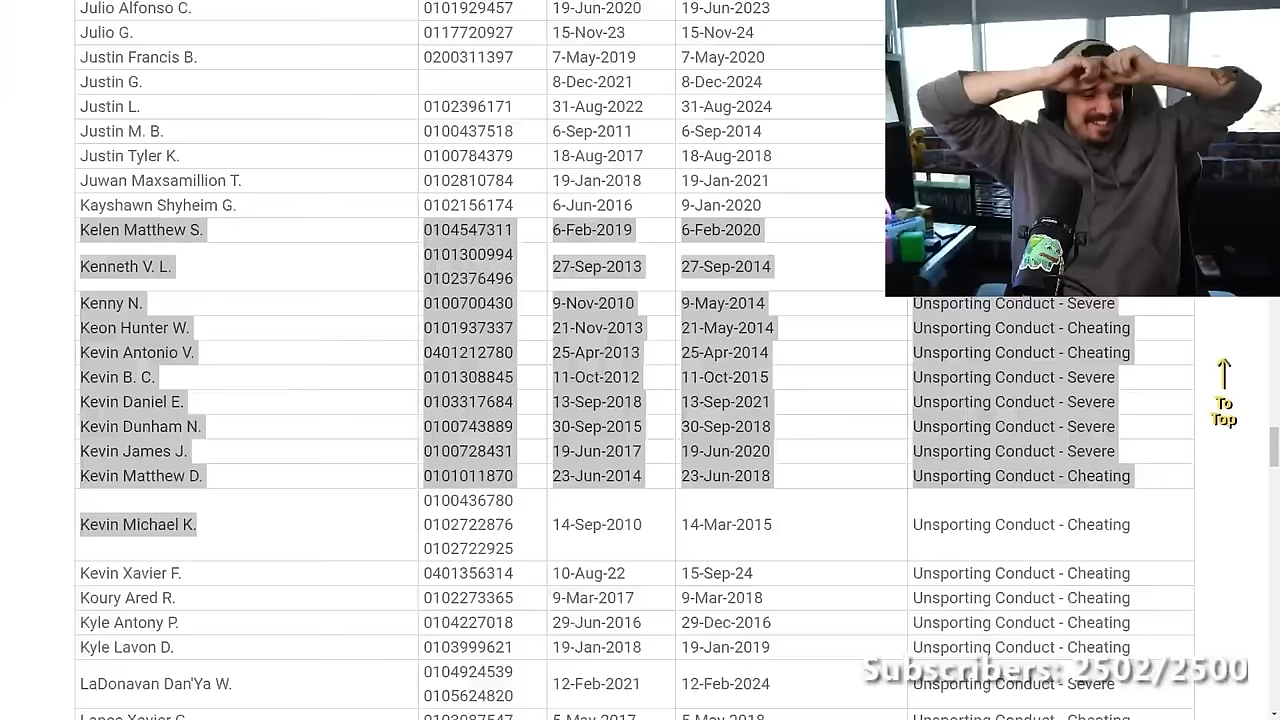 Julio Alfonso C. 0101929457 19-Jun-2020 19-Jun-2023
Julio G. 0117720927 15-Nov-23 15-Nov-24
Justin Francis B. 0200311397 7-May-2019 7-May-2020
Justin G. 8-Dec-2021 8-Dec-2024
Justin L. 0102396171 31-Aug-2022 31-Aug-2024
Justin M. B. 0100437518 6-Sep-2011 6-Sep-2014
Justin Tyler K. 0100784379 18-Aug-2017 18-Aug-2018
Juwan Maxsamillion T. 0102810784 19-Jan-2018 19-Jan-2021
Kayshawn Shyheim G. 0102156174 6-Jun-2016 9-Jan-2020
Kelen Matthew S. 0104547311 6-Feb-2019 6-Feb-2020
0101300994
Kenneth V. L. 27-Sep-2013 27-Sep-2014
0102376496
Kenny N. 0100700430 9-Nov-2010 9-May-2014 Unsporting Conduct - Severe
Keon Hunter W. 0101937337 21-Nov-2013 21-May-2014 Unsporting Conduct - Cheating
Kevin Antonio V. 0401212780 25-Apr-2013 25-Apr-2014 Unsporting Conduct - Cheating
Kevin B. C. 0101308845 11-Oct-2012 11-Oct-2015 Unsporting Conduct - Severe
Kevin Daniel E. 0103317684 13-Sep-2018 13-Sep-2021 Unsporting Conduct - Severe
Kevin Dunham N. 0100743889 30-Sep-2015 30-Sep-2018 Unsporting Conduct - Severe
Kevin James J. 0100728431 19-Jun-2017 19-Jun-2020 Unsporting Conduct - Severe
Kevin Matthew D. 0101011870 23-Jun-2014 23-Jun-2018 Unsporting Conduct - Cheating
0100436780
Kevin Michael K. 0102722876 14-Sep-2010 14-Mar-2015 Unsporting Conduct - Cheating
0102722925
Kevin Xavier F. 0401356314 10-Aug-22 15-Sep-24 Unsporting Conduct - Cheating
Koury Ared R. 0102273365 9-Mar-2017 9-Mar-2018 Unsporting Conduct - Cheating
Kyle Antony P. 0104227018 29-Jun-2016 29-Dec-2016 Unsporting Conduct - Cheating
Kyle Lavon D. 0103999621 19-Jan-2018 19-Jan-2019 Unsporting Conduct - Cheating
0104924539
LaDonavan Dan'Ya W. 12-Feb-2021 12-Feb-2024 Unsporting Conduct - Severe
0105624820
Lance Xavier 5-May-2017 5-May-2018
To
Top
Subscribers: 2502/2500